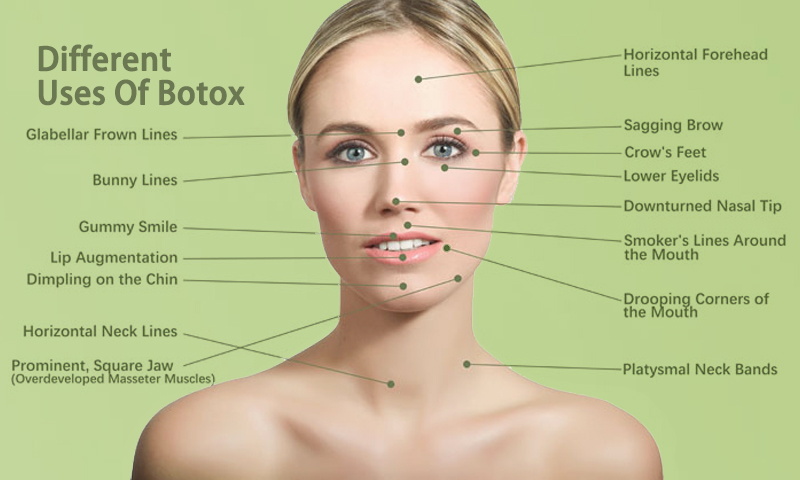 Different
Uses Of Botox
Glabellar Frown Lines
Bunny Lines
Gummy Smile
Lip Augmentation
Dimpling on the Chin
Horizontal Neck Lines
Prominent, Square Jaw
(Overdeveloped Masseter Muscles)
Horizontal Forehead
Lines
Sagging Brow
Crow's Feet
Lower Eyelids
Downturned Nasal Tip
Smoker's Lines Around
the Mouth
Drooping Corners of
the Mouth
Platysmal Neck Bands